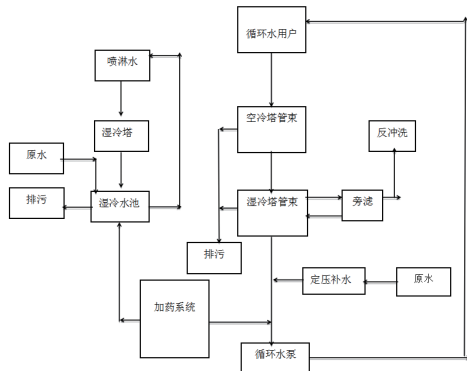 循环水用户
喷淋水
空冷塔管束
湿冷塔
反冲洗
原水
排污
湿冷水池
湿冷塔管束
旁滤
排污
定压补水
原水
加药系统
循环水泵